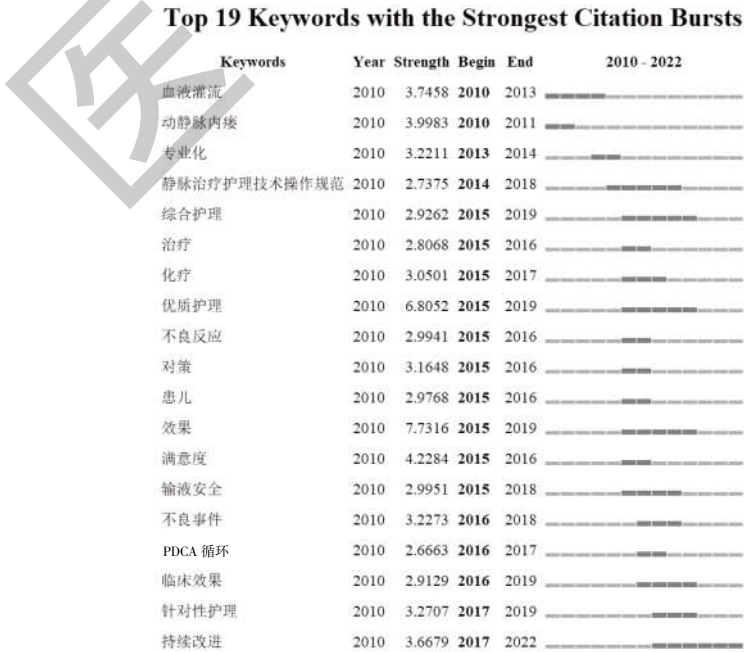 Top 19 Keywords with the Strongest Citation Bursts
Keywords Year Strength Begin End 2010 - 2022
血液灌流 2010 3.7458 2010 2013
动静脉内瘘 2010 3.9983 2010 2011
专业化 2010 3.2211 2013 2014
静脉治疗护理技术操作规范 2010 2.7375 2014 2018
综合护理 2010 2.9262 2015 2019
治疗 2010 2.8068 2015 2016
化疗 2010 3.0501 2015 2017
优质护理 2010 6.8052 2015 2019
不良反应 2010 2.9941 2015 2016
对策 2010 3.1648 2015 2016
患儿 2010 2.9768 2015 2016
效果 2010 7.7316 2015 2019
满意度 2010 4.2284 2015 2016
输液安全 2010 2.9951 2015 2018
不良事件 2010 3.2273 2016 2018
PDCA 循环 2010 2.6663 2016 2017
临床效果 2010 2.9129 2016 2019
针对性护理 2010 3.2707 2017 2019
持续改进 2010 3.6679 2017 2022
医